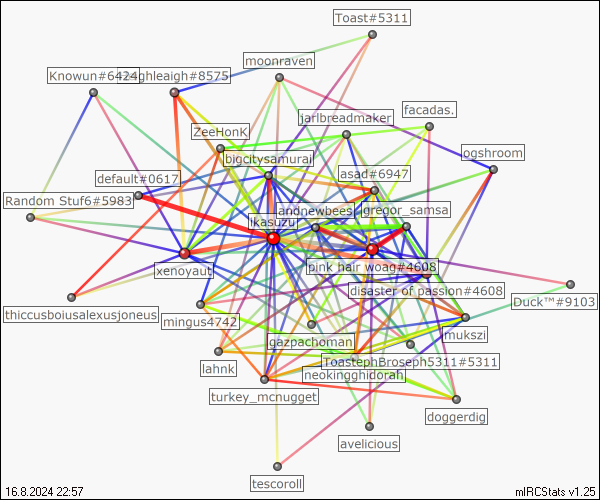 Toast#5311
moonraven
Knowun#6424
ighleigh#8575
facadas.
jarlbreadmaker
ZeeHonKi
ogshroom
bigcitysamurai
asad#6947
default#0617
Random Stuf6#5983
andnewbees
gregor_samsa
ikasuzu
xenoyaut
pink hair woag#4608
disaster of passion#4608
thiccusboiusalexusjoneus
Duck™#9103
mingus4742
mukszi
gazpachoman
ToastephBroseph5311#5311
lahnk
neokingghidorah
turkey_mcnugget
doggerdig
avelicious
tescoroll
16.8.2024 22:57
mIRCStats v1.25